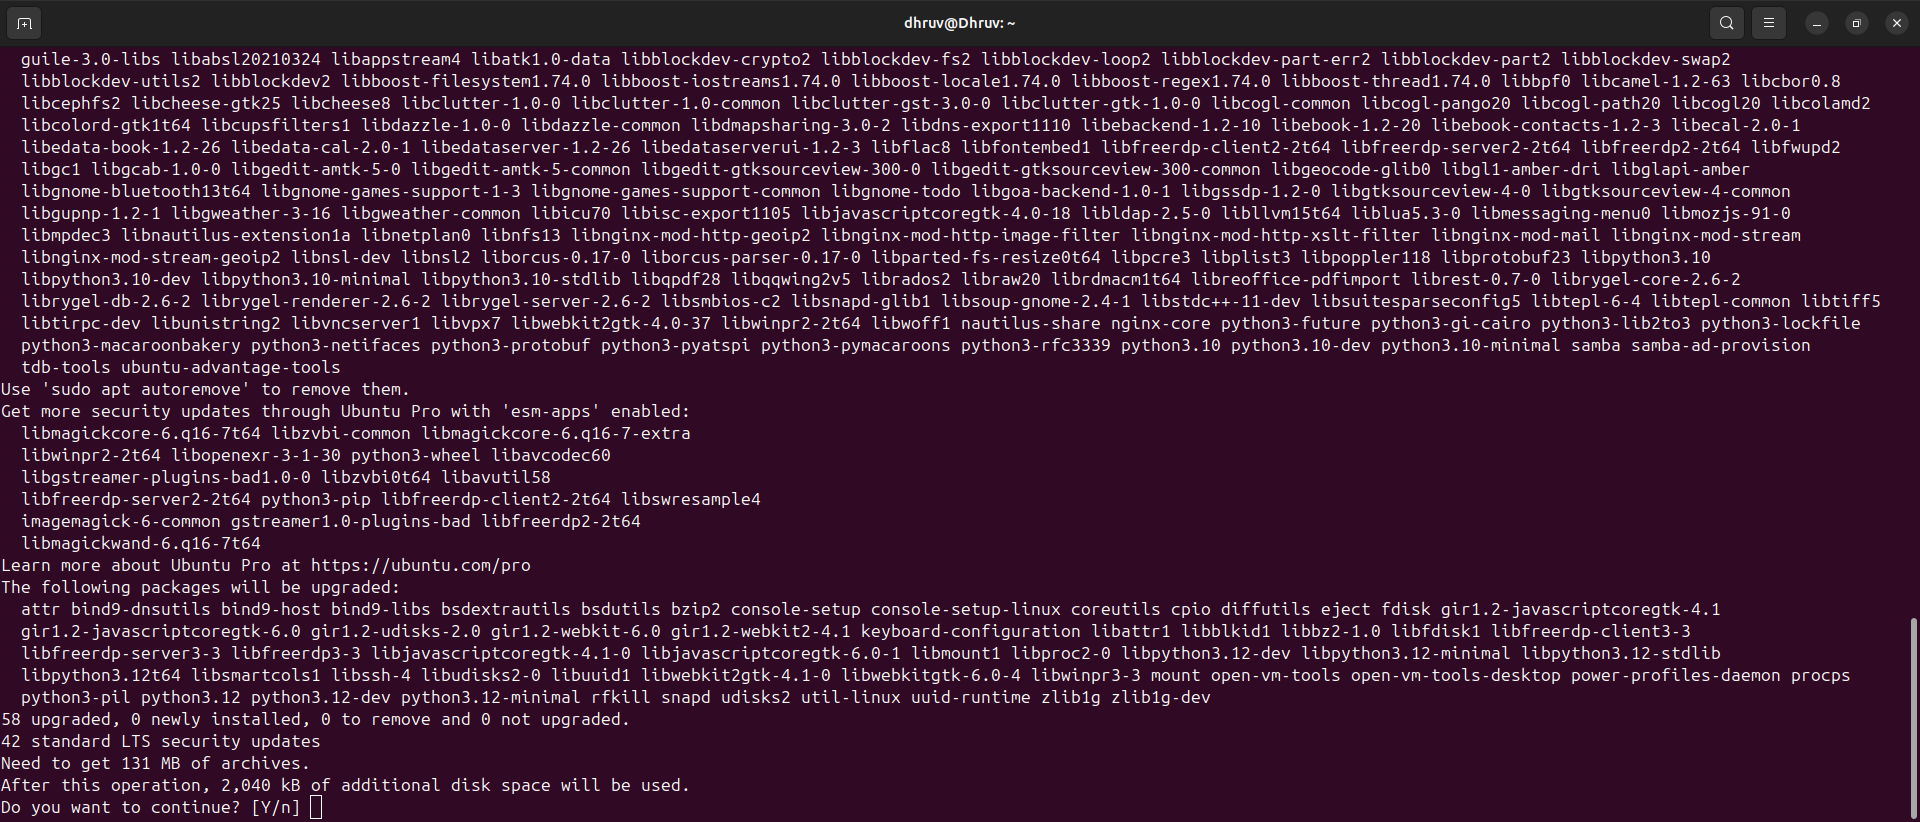 dhruv@Dhruv: ~
guile-3.0-libs libabsl20210324 libappstream4 libatk1.0-data libblockdev-crypto2 libblockdev-fs2 libblockdev-loop2 libblockdev-part-err2 libblockdev-part2 libblockdev-swap2
libblockdev-utils2 libblockdev2 libboost-filesystem1.74.0 libboost-iostreams1.74.0 libboost-locale1.74.0 libboost-regex1.74.0 libboost-thread1.74.0 libbpf0 libcamel-1.2-63 libcbor0.8
libcephfs2 libcheese-gtk25 libcheese8 libclutter-1.0-0 libclutter-1.0-common libclutter-gst-3.0-0 libclutter-gtk-1.0-0 libcogl-common libcogl-pango20 libcogl-path20 libcogl20 libcolamd2
libcolord-gtk1t64 libcupsfilters1 libdazzle-1.0-0 libdazzle-common libdmapsharing-3.0-2 libdns-export1110 libebackend-1.2-10 libebook-1.2-20 libebook-contacts-1.2-3 libecal-2.0-1
libedata-book-1.2-26 libedata-cal-2.0-1 libedataserver-1.2-26 libedataserverui-1.2-3 libflac8 libfontembed1 libfreerdp-client2-2t64 libfreerdp-server2-2t64 libfreerdp2-2t64 libfwupd2
libgc1 libgcab-1.0-0 libgedit-amtk-5-0 libgedit-amtk-5-common libgedit-gtksourceview-300-0 libgedit-gtksourceview-300-common libgeocode-glib0 libgl1-amber-dri libglapi-amber
libgnome-bluetooth13t64 libgnome-games-support-1-3 libgnome-games-support-common libgnome-todo libgoa-backend-1.0-1 libgssdp-1.2-0 libgtksourceview-4-0 libgtksourceview-4-common
libgupnp-1.2-1 libgweather-3-16 libgweather-common libicu70 libisc-export1105 libjavascriptcoregtk-4.0-18 libldap-2.5-0 libllvm15t64 liblua5.3-0 libmessaging-menu0 libmozjs-91-0
libmpdec3 libnautilus-extension1a libnetplan0 libnfs13 libnginx-mod-http-geoip2 libnginx-mod-http-image-filter libnginx-mod-http-xslt-filter libnginx-mod-mail libnginx-mod-stream
libnginx-mod-stream-geoip2 libnsl-dev libnsl2 liborcus-0.17-0 liborcus-parser-0.17-0 libparted-fs-resize0t64 libpcre3 libplist3 libpoppler118 libprotobuf23 libpython3.10
libpython3.10-dev libpython3.10-minimal libpython3.10-stdlib libqpdf28 libqqwing2v5 librados2 libraw20 librdmacm1t64 libreoffice-pdfimport librest-0.7-0 librygel-core-2.6-2
librygel-db-2.6-2 librygel-renderer-2.6-2 librygel-server-2.6-2 libsmbios-c2 libsnapd-glib1 libsoup-gnome-2.4-1 libstdc++-11-dev libsuitesparseconfig5 libtepl-6-4 libtepl-common libtiff5
libtirpc-dev libunistring2 libvncserver1 libvpx7 libwebkit2gtk-4.0-37 libwinpr2-2t64 libwoff1 nautilus-share nginx-core python3-future python3-gi-cairo python3-lib2to3 python3-lockfile
python3-macaroonbakery python3-netifaces python3-protobuf python3-pyatspi python3-pymacaroons python3-rfc3339 python3.10 python3.10-dev python3.10-minimal samba samba-ad-provision
tdb-tools ubuntu-advantage-tools
Use 'sudo apt autoremove' to remove them.
Get more security updates through Ubuntu Pro with 'esm-apps' enabled:
libmagickcore-6.q16-7t64 libzvbi-common libmagickcore-6.q16-7-extra
libwinpr2-2t64 libopenexr-3-1-30 python3-wheel libavcodec60
libgstreamer-plugins-bad1.0-0 libzvbi0t64 libavutil58
libfreerdp-server2-2t64 python3-pip libfreerdp-client2-2t64 libswresample4
imagemagick-6-common gstreamer1.0-plugins-bad libfreerdp2-2t64
libmagickwand-6.q16-7t64
Learn more about Ubuntu Pro at https://ubuntu.com/pro
The following packages will be upgraded:
attr bind9-dnsutils bind9-host bind9-libs bsdextrautils bsdutils bzip2 console-setup console-setup-linux coreutils cpio diffutils eject fdisk gir1.2-javascriptcoregtk-4.1
gir1.2-javascriptcoregtk-6.0 gir1.2-udisks-2.0 gir1.2-webkit-6.0 gir1.2-webkit2-4.1 keyboard-configuration libattr1 libblkid1 libbz2-1.0 libfdisk1 libfreerdp-client3-3
libfreerdp-server3-3 libfreerdp3-3 libjavascriptcoregtk-4.1-0 libjavascriptcoregtk-6.0-1 libmount1 libproc2-0 libpython3.12-dev libpython3.12-minimal libpython3.12-stdlib
libpython3.12t64 libsmartcols1 libssh-4 libudisks2-0 libuuid1 libwebkit2gtk-4.1-0 libwebkitgtk-6.0-4 libwinpr3-3 mount open-vm-tools open-vm-tools-desktop power-profiles-daemon procps
python3-pil python3.12 python3.12-dev python3.12-minimal rfkill snapd udisks2 util-linux uuid-runtime zlib1g zlib1g-dev
58 upgraded, 0 newly installed, 0 to remove and 0 not upgraded.
42 standard LTS security updates
Need to get 131 MB of archives.
After this operation, 2,040 kB of additional disk space will be used.
Do you want to continue? [Y/n]